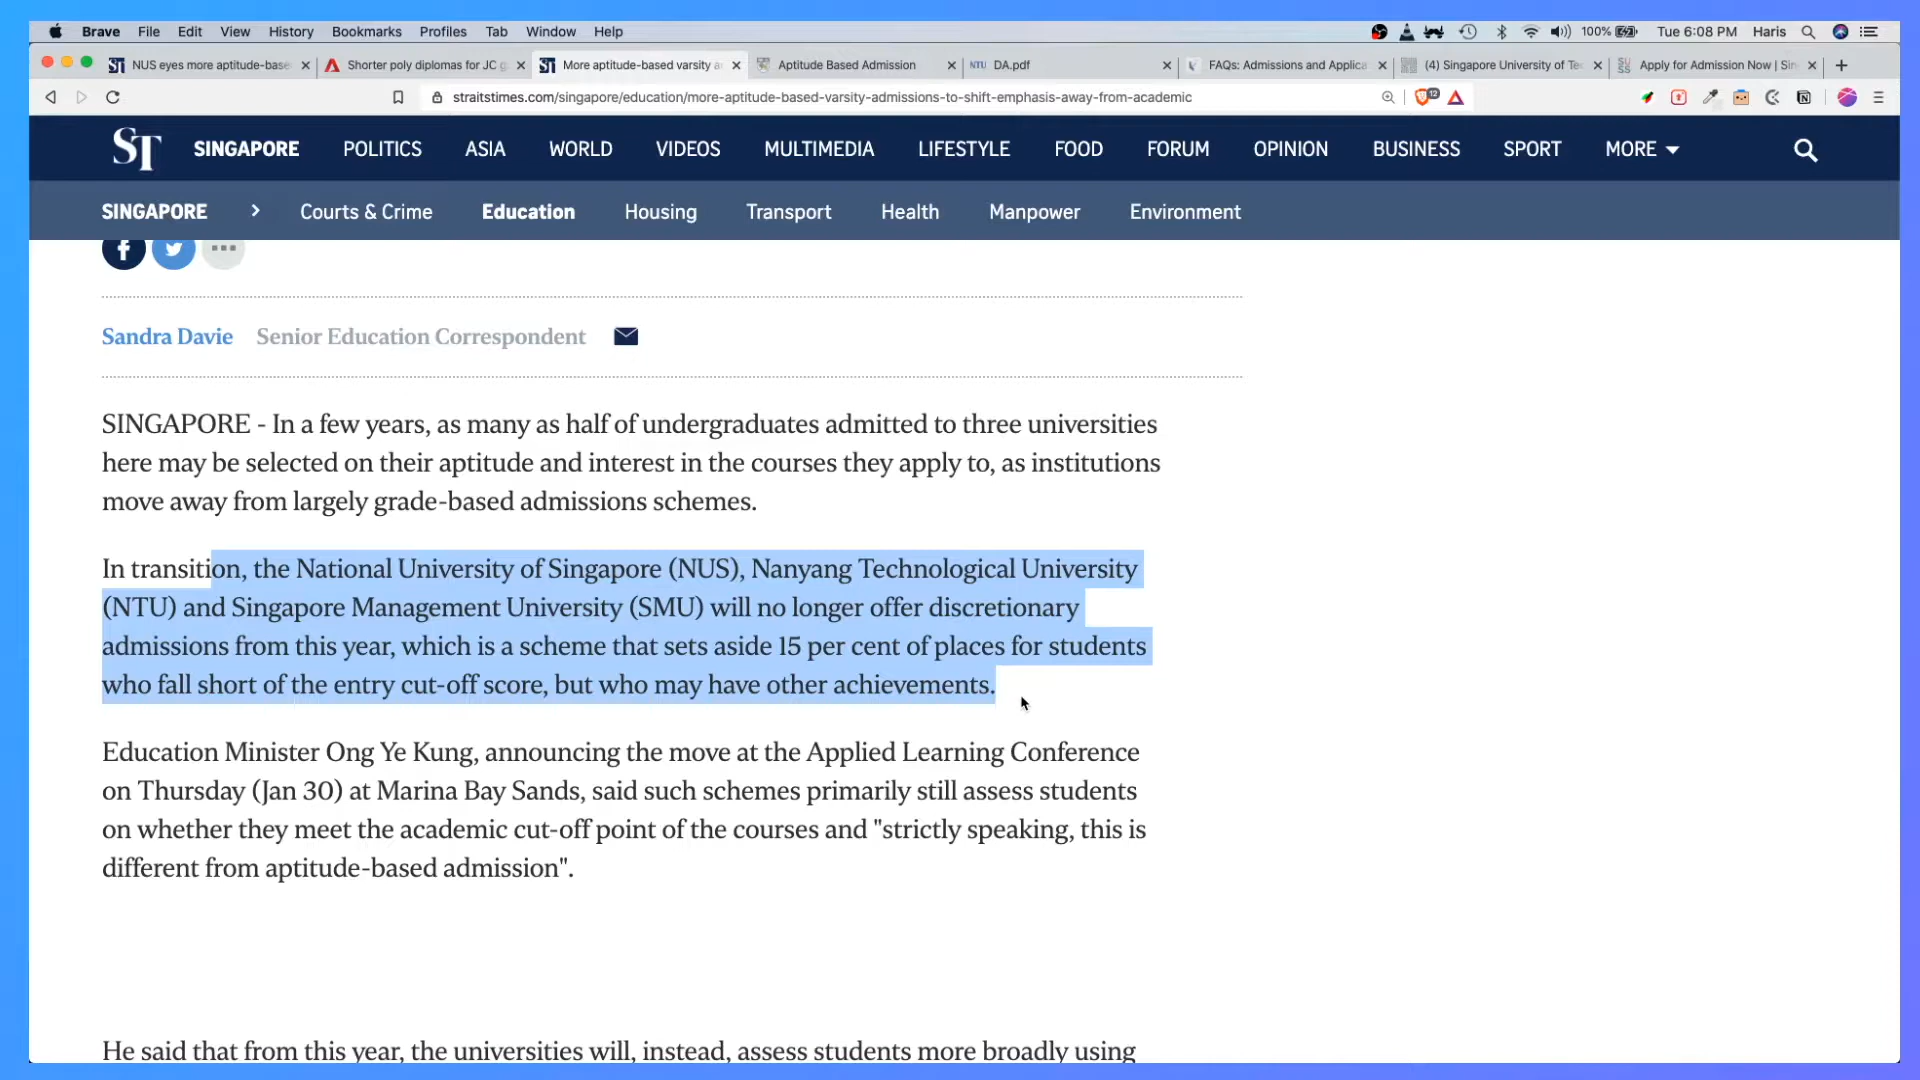 Brave File Edit View History Bookmarks Profiles Tab Window Help 100% Tue 6:08 PM Haris
NUS eyes more aptitude-base Shorter poly diplomas for JC g More aptitude-based varsity a Aptitude Based Admission NTU DA.pdf FAQs: Admissions and Applica (4) Singapore University of Te Apply for Admission Now | Sin
straitstimes.com/singapore/education/more-aptitude-based-varsity-admissions-to-shift-emphasis-away-from-academic 12
ST SINGAPORE POLITICS ASIA WORLD VIDEOS MULTIMEDIA LIFESTYLE FOOD FORUM OPINION BUSINESS SPORT MORE
SINGAPORE > Courts & Crime Education Housing Transport Health Manpower Environment
Sandra Davie Senior Education Correspondent
SINGAPORE - In a few years, as many as half of undergraduates admitted to three universities
here may be selected on their aptitude and interest in the courses they apply to, as institutions
move away from largely grade-based admissions schemes.
In transition, the National University of Singapore (NUS), Nanyang Technological University
(NTU) and Singapore Management University (SMU) will no longer offer discretionary
admissions from this year, which is a scheme that sets aside 15 per cent of places for students
who fall short of the entry cut-off score, but who may have other achievements.
Education Minister Ong Ye Kung, announcing the move at the Applied Learning Conference
on Thursday (Jan 30) at Marina Bay Sands, said such schemes primarily still assess students
on whether they meet the academic cut-off point of the courses and "strictly speaking, this is
different from aptitude-based admission".
He said that from this year, the universities will, instead, assess students more broadly using